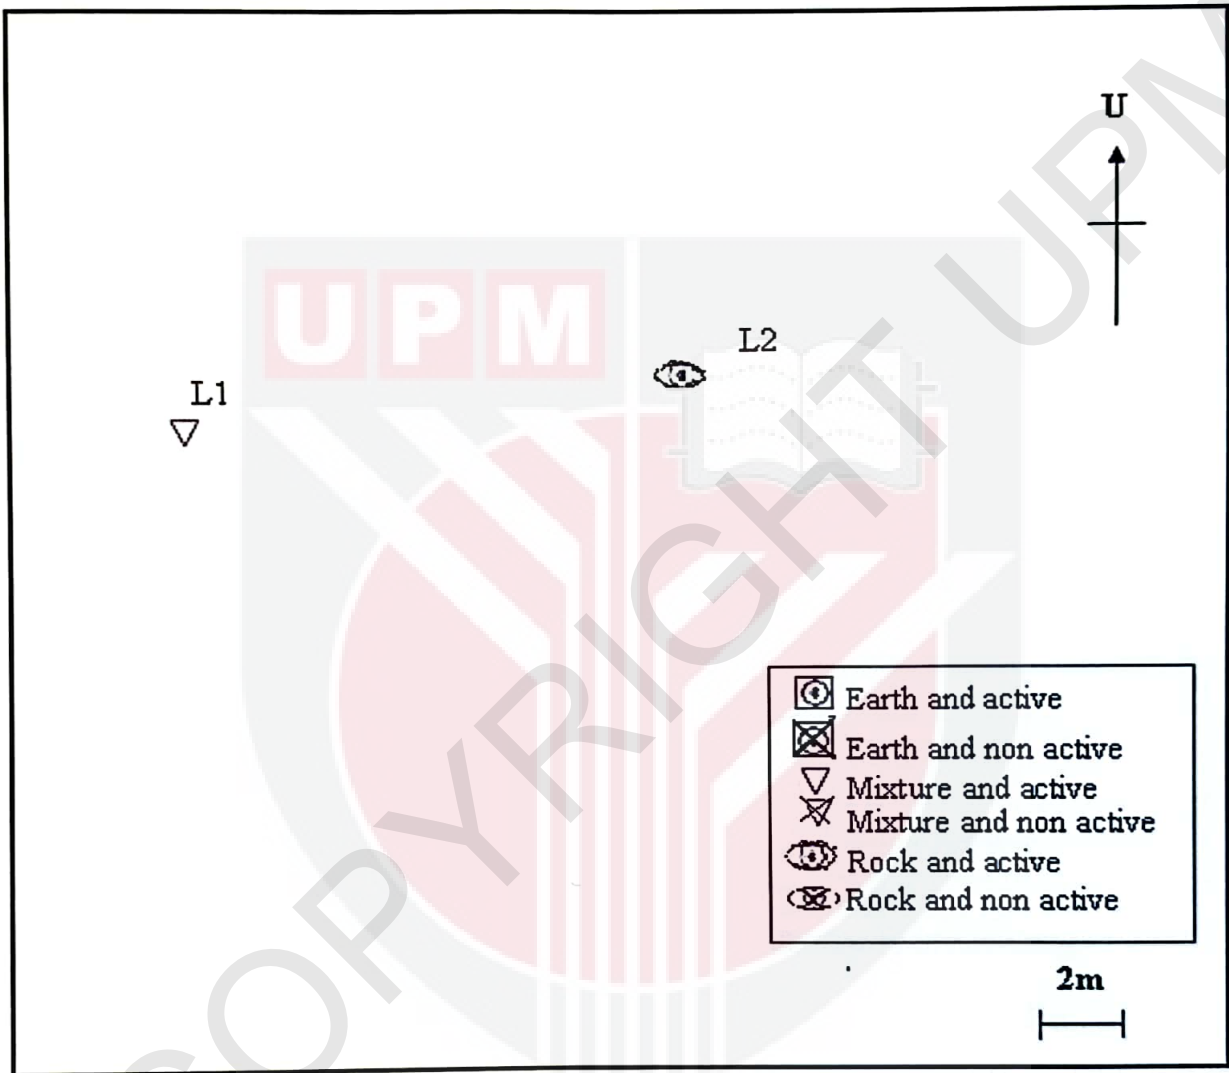 U
UPM
L2
L1
Earth and active
Earth and non active
Mixture and active
Mixture and non active
Rock and active
Rock and non active
2m
COPYRIGHT UPM